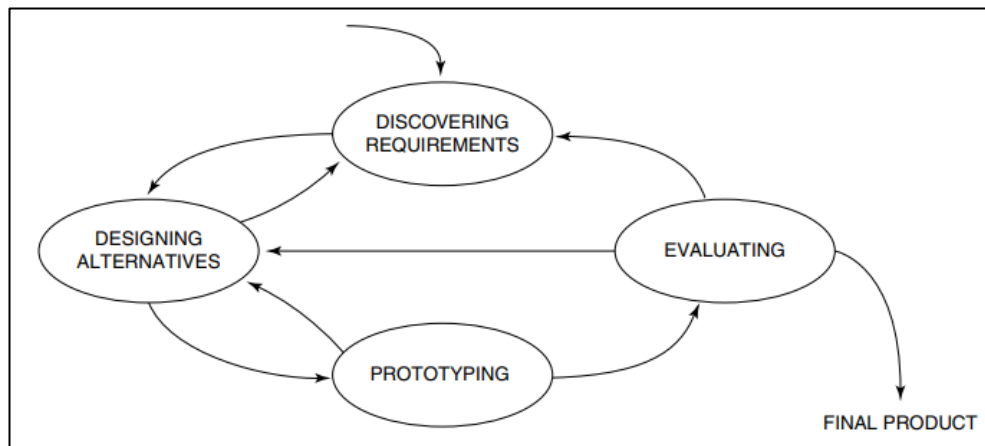 DISCOVERING
REQUIREMENTS
DESIGNING
ALTERNATIVES
EVALUATING
PROTOTYPING
FINAL PRODUCT